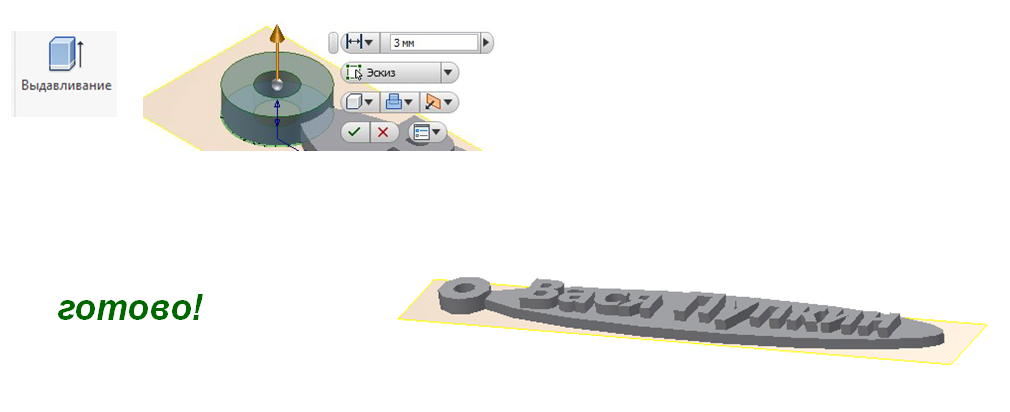 3 мм
Эскиз
Выдавливание
готово!
Вася Пупкин